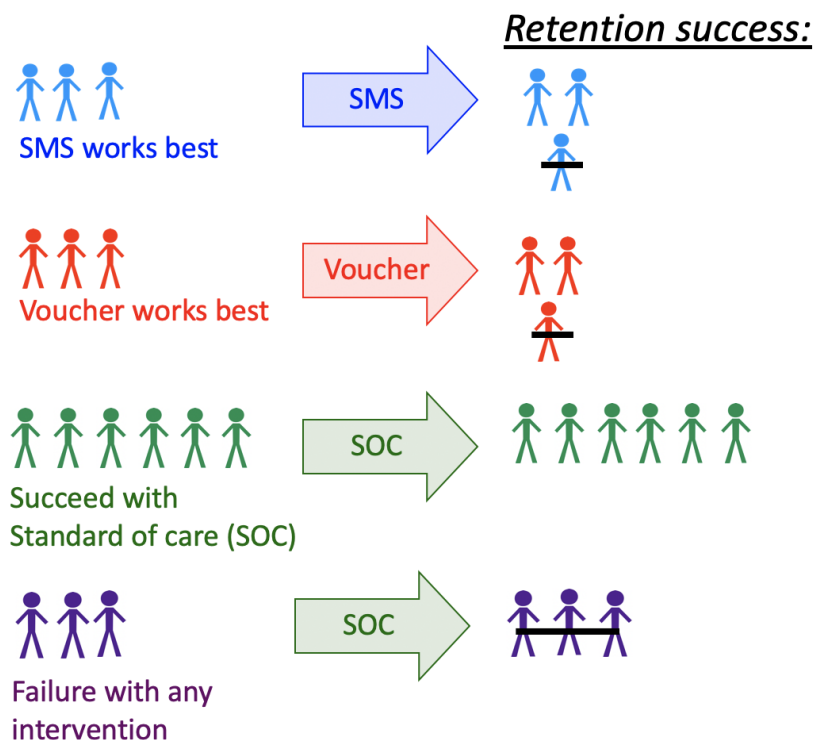 Retention success:
SMS
SMS works best
Voucher
Voucher works best
SOC
Succeed with
Standard of care (SOC)
SOC
Failure with any
intervention